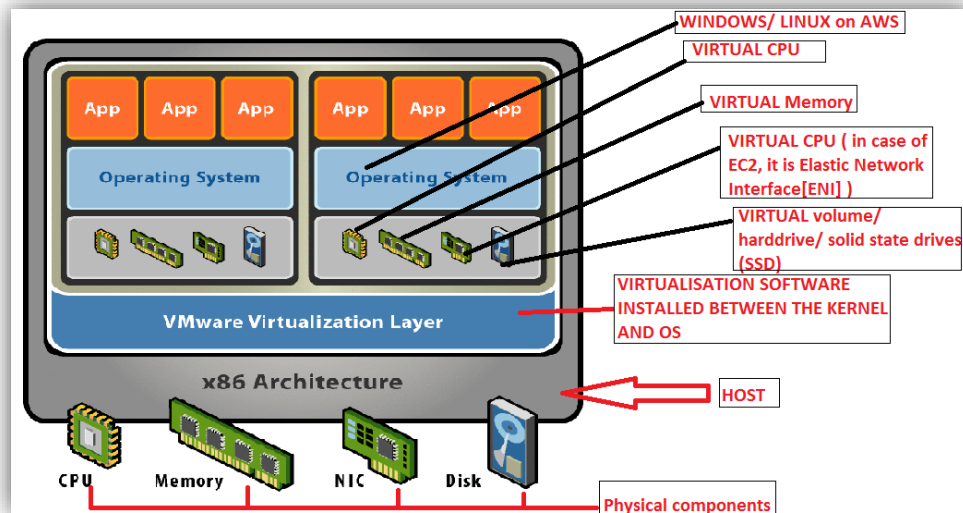 WINDOWS/ LINUX on AWS
VIRTUAL CPU
App App App App App App
VIRTUAL Memory
VIRTUAL CPU ( in case of
EC2, it is Elastic Network
Interface[ENI] )
Operating System Operating System
VIRTUAL volume/
harddrive/ solid state drives
(SSD)
VIRTUALISATION SOFTWARE
INSTALLED BETWEEN THE KERNEL
AND OS
VMware Virtualization Layer
x86 Architecture
HOST
CPU Memory NIC Disk
Physical components